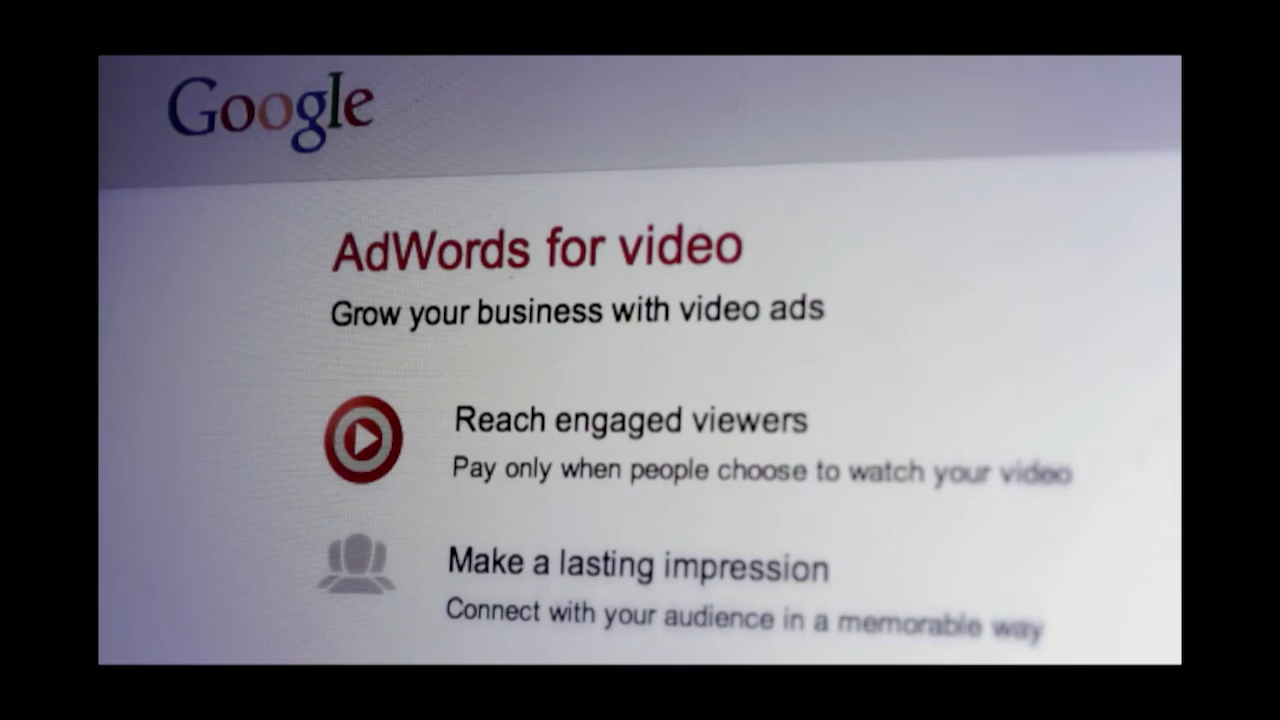 Google
AdWords for video
Grow your business with video ads
Reach engaged viewers
Pay only when people choose to watch your video
Make a lasting impression
Connect with your audience in a memorable way